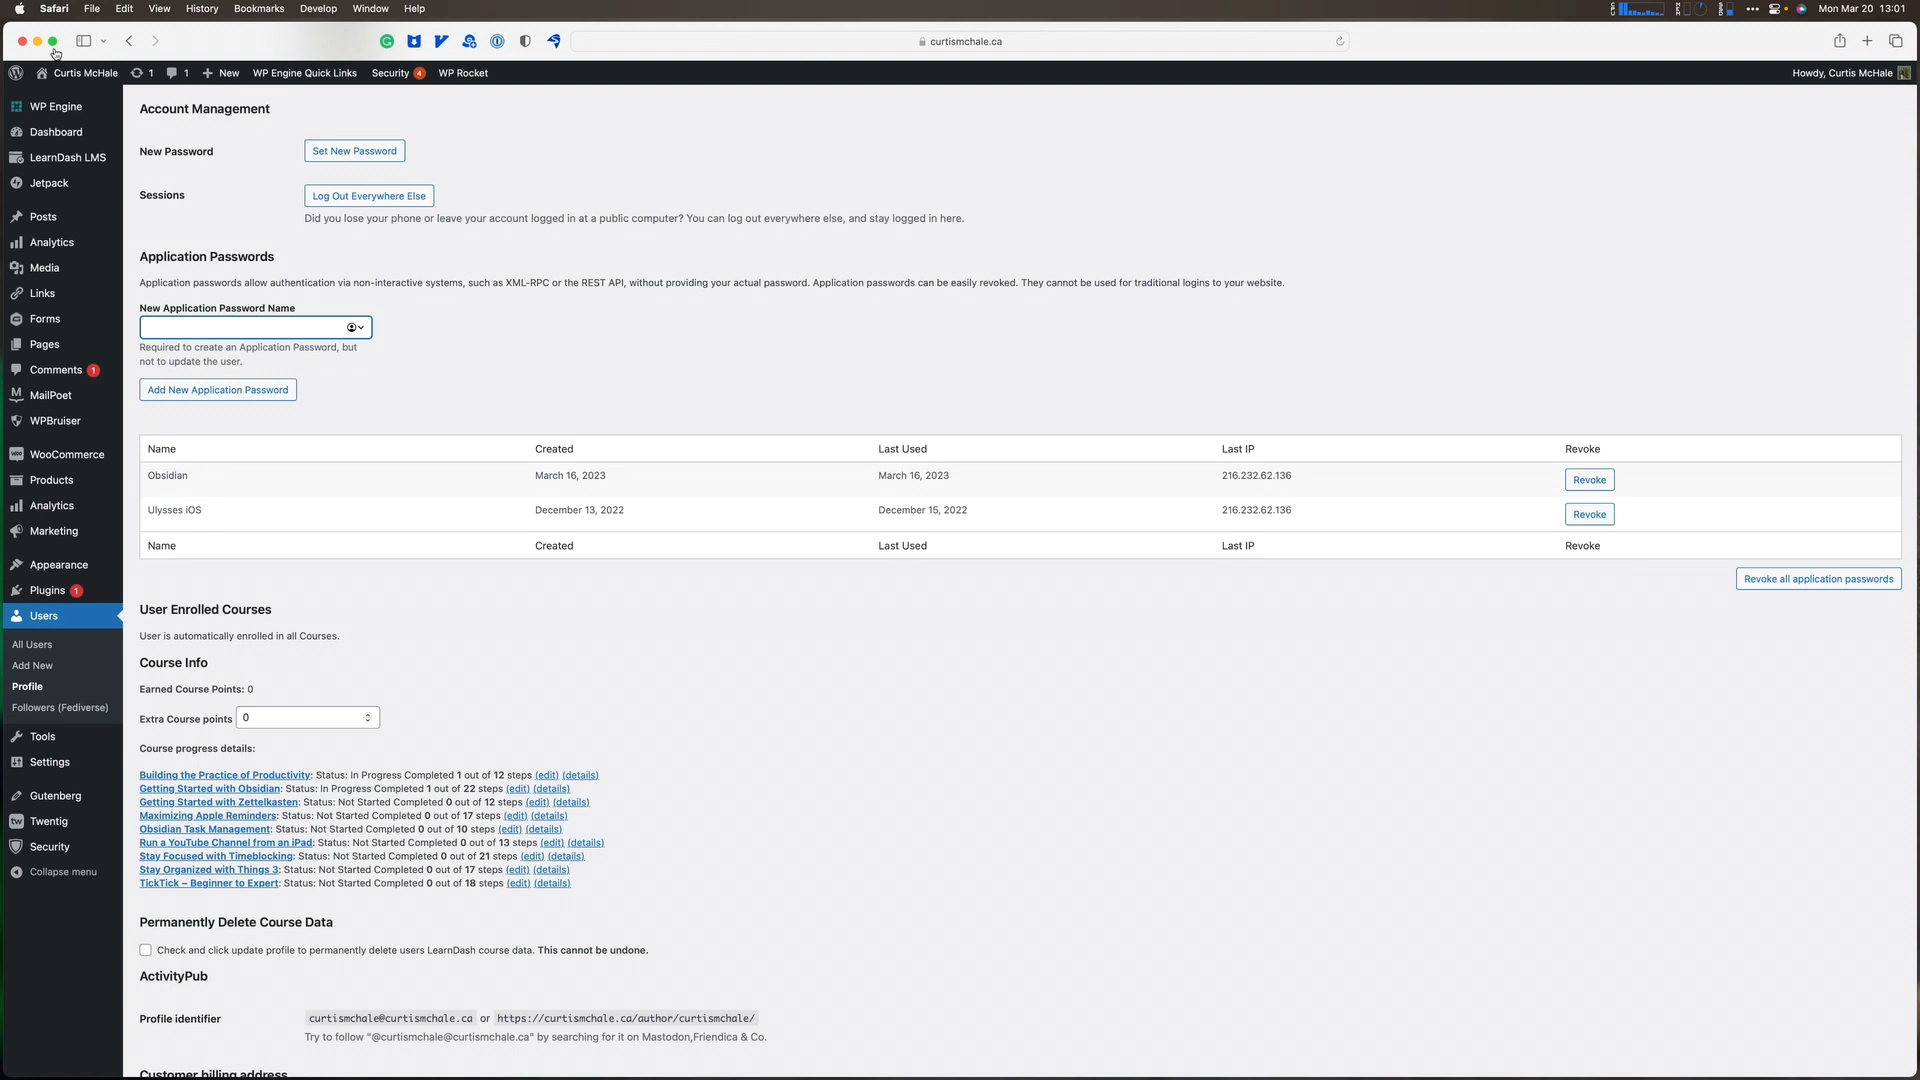 Safari File Edit View History Bookmarks Develop Window Help Mon Mar 20 13:01
curtismchale.ca
Curtis McHale 1 1 New WP Engine Quick Links Security 4 WP Rocket Howdy, Curtis McHale
WP Engine
Dashboard
LearnDash LMS
Jetpack
Posts
Analytics
Media
Links
Forms
Pages
Comments 1
MailPoet
WPBruiser
WooCommerce
Products
Analytics
Marketing
Appearance
Plugins 1
Users
All Users
Add New
Profile
Followers (Fediverse)
Tools
Settings
Gutenberg
tw Twentig
Security
Collapse menu
Account Management
New Password Set New Password
Sessions Log Out Everywhere Else
Did you lose your phone or leave your account logged in at a public computer? You can log out everywhere else, and stay logged in here.
Application Passwords
Application passwords allow authentication via non-interactive systems, such as XML-RPC or the REST API, without providing your actual password. Application passwords can be easily revoked. They cannot be used for traditional logins to your website.
New Application Password Name
Required to create an Application Password, but
not to update the user.
Add New Application Password
Name Created Last Used Last IP Revoke
Obsidian March 16, 2023 March 16, 2023 216.232.62.136 Revoke
Ulysses iOS December 13, 2022 December 15, 2022 216.232.62.136 Revoke
Name Created Last Used Last IP Revoke
Revoke all application passwords
User Enrolled Courses
User is automatically enrolled in all Courses.
Course Info
Earned Course Points: 0
Extra Course points 0
Course progress details:
Building the Practice of Productivity: Status: In Progress Completed 1 out of 12 steps (edit) (details)
Getting Started with Obsidian: Status: In Progress Completed 1 out of 22 steps (edit) (details)
Getting Started with Zettelkasten: Status: Not Started Completed 0 out of 12 steps (edit) (details)
Maximizing Apple Reminders: Status: Not Started Completed 0 out of 17 steps (edit) (details)
Obsidian Task Management: Status: Not Started Completed 0 out of 10 steps (edit) (details)
Run a YouTube Channel from an iPad: Status: Not Started Completed 0 out of 13 steps (edit) (details)
Stay Focused with Timeblocking: Status: Not Started Completed 0 out of 21 steps (edit) (details)
Stay Organized with Things 3: Status: Not Started Completed 0 out of 17 steps (edit) (details)
TickTick – Beginner to Expert: Status: Not Started Completed 0 out of 18 steps (edit) (details)
Permanently Delete Course Data
Check and click update profile to permanently delete users LearnDash course data. This cannot be undone.
ActivityPub
Profile identifier curtismchale@curtismchale.ca or https://curtismchale.ca/author/curtismchale/
Try to follow "@curtismchale@curtismchale.ca" by searching for it on Mastodon,Friendica & Co.
Customer billing address